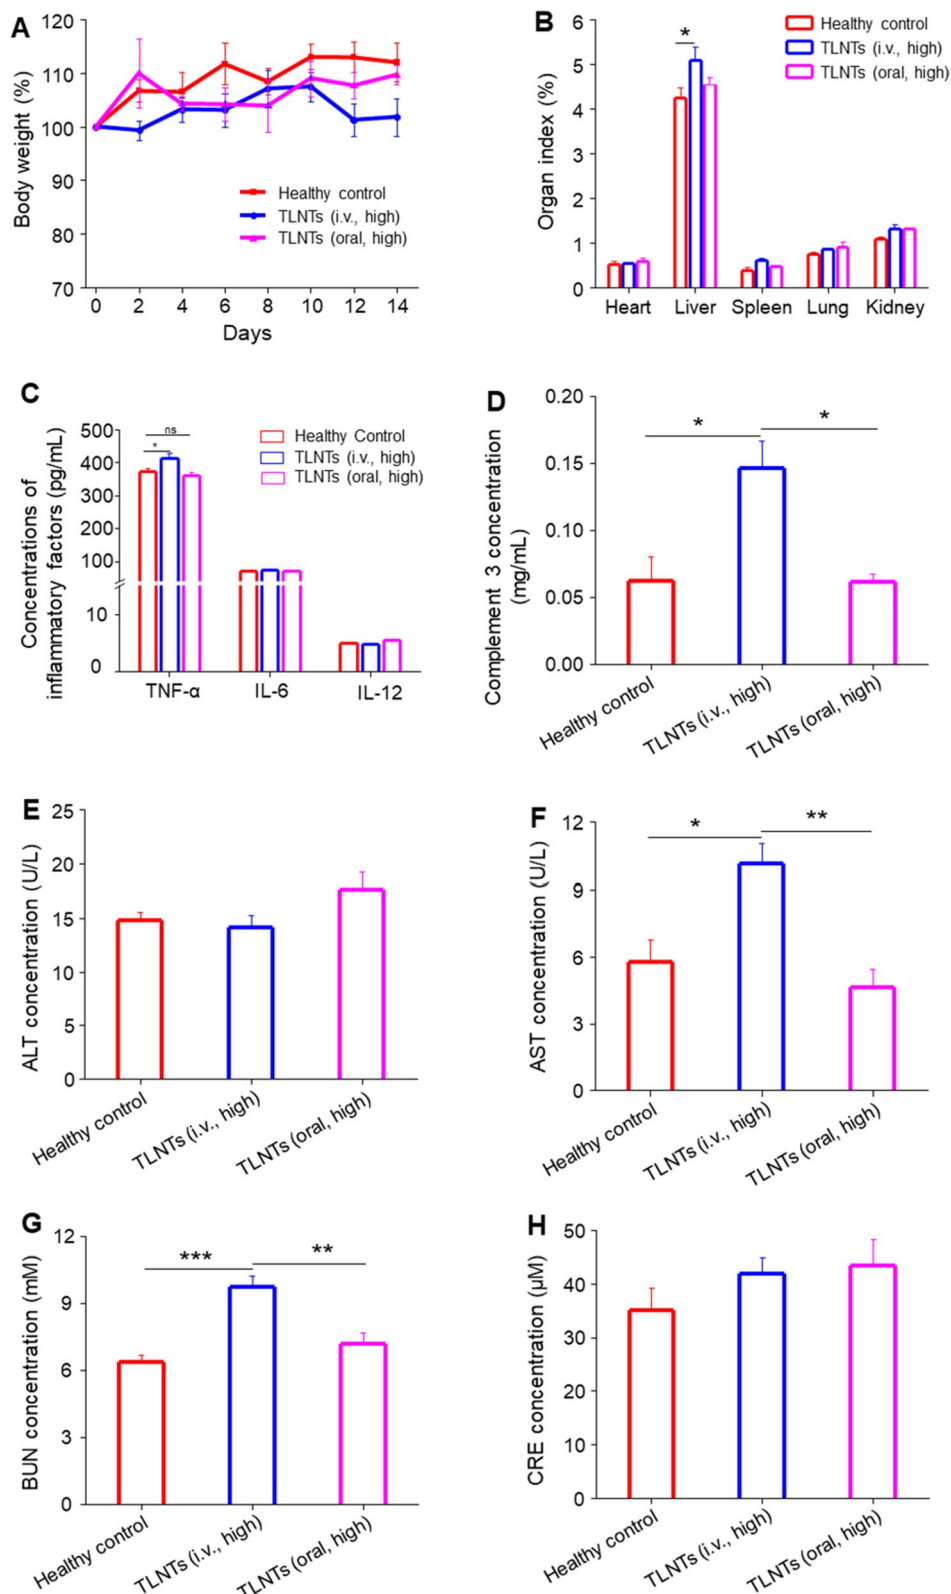 A
Body weight (%)
120
110
100
90
80
70
Healthy control
TLNTs (i.v., high)
TLNTs (oral, high)
0 2 4 6 8 10 12 14
Days
B
Organ index (%)
6
5
4
3
2
1
0
*
Healthy control
TLNTs (i.v., high)
TLNTs (oral, high)
Heart Liver Spleen Lung Kidney
C
Concentrations of
inflammatory factors (pg/mL)
500
400
300
200
100
10
0
ns
*
Healthy Control
TLNTs (i.v., high)
TLNTs (oral, high)
TNF-α IL-6 IL-12
D
Complement 3 concentration
(mg/mL)
0.20
0.15
0.10
0.05
0.00
* *
Healthy control
TLNTs (i.v., high)
TLNTs (oral, high)
E
ALT concentration (U/L)
25
20
15
10
5
0
Healthy control
TLNTs (i.v., high)
TLNTs (oral, high)
F
AST concentration (U/L)
12
9
6
3
0
* **
Healthy control
TLNTs (i.v., high)
TLNTs (oral, high)
G
BUN concentration (mM)
12
9
6
3
0
*** **
Healthy control
TLNTs (i.v., high)
TLNTs (oral, high)
H
CRE concentration (µM)
50
40
30
20
10
0
Healthy control
TLNTs (i.v., high)
TLNTs (oral, high)